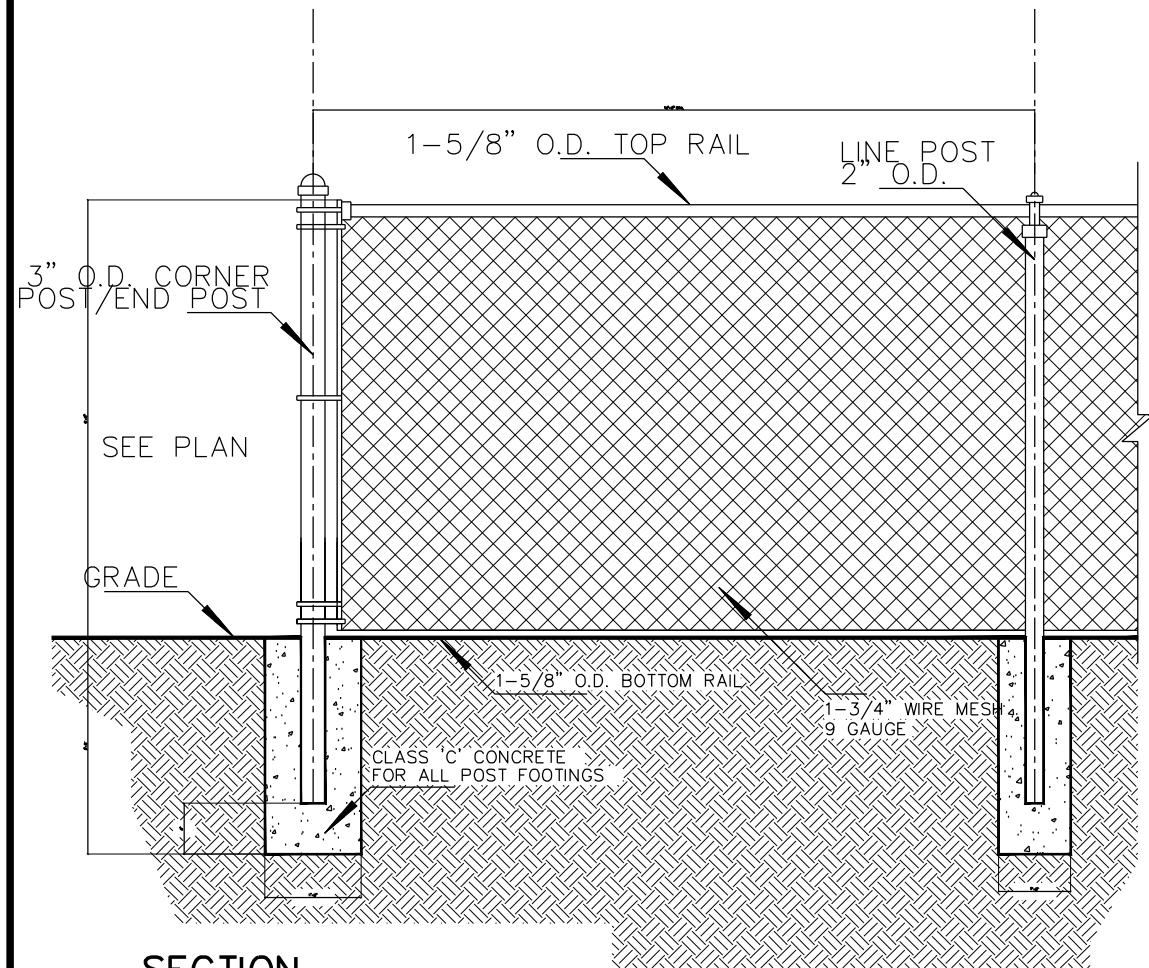 1-5/8" O.D. TOP RAIL
LINE POST
2" O.D.
3" O.D. CORNER
POST/END POST
SEE PLAN
GRADE
1-5/8" O.D. BOTTOM RAIL
1-3/4" WIRE MESH
9 GAUGE
CLASS 'C' CONCRETE
FOR ALL POST FOOTINGS
SECTION